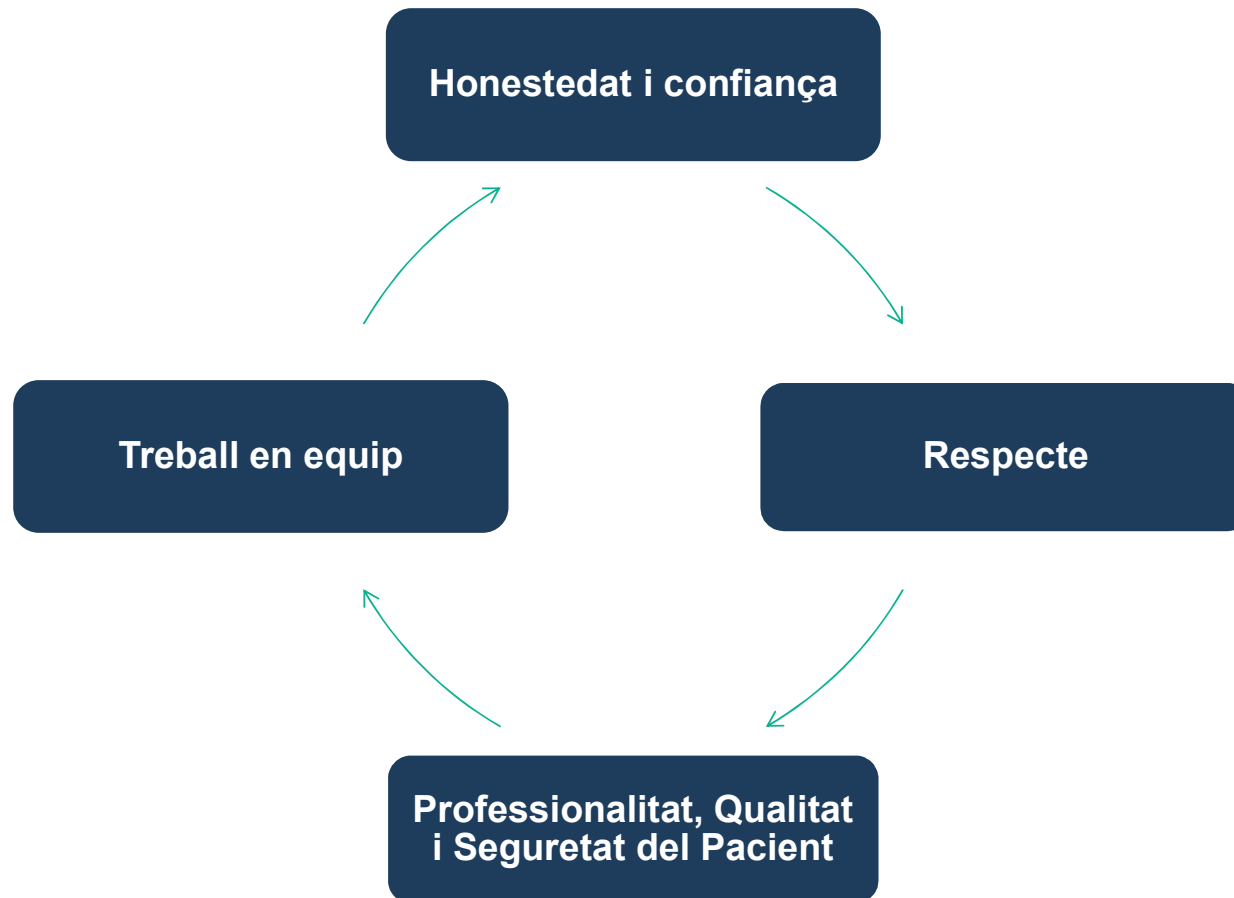 Honestedat i confiança
Treball en equip
Respecte
Professionalitat, Qualitat
i Seguretat del Pacient